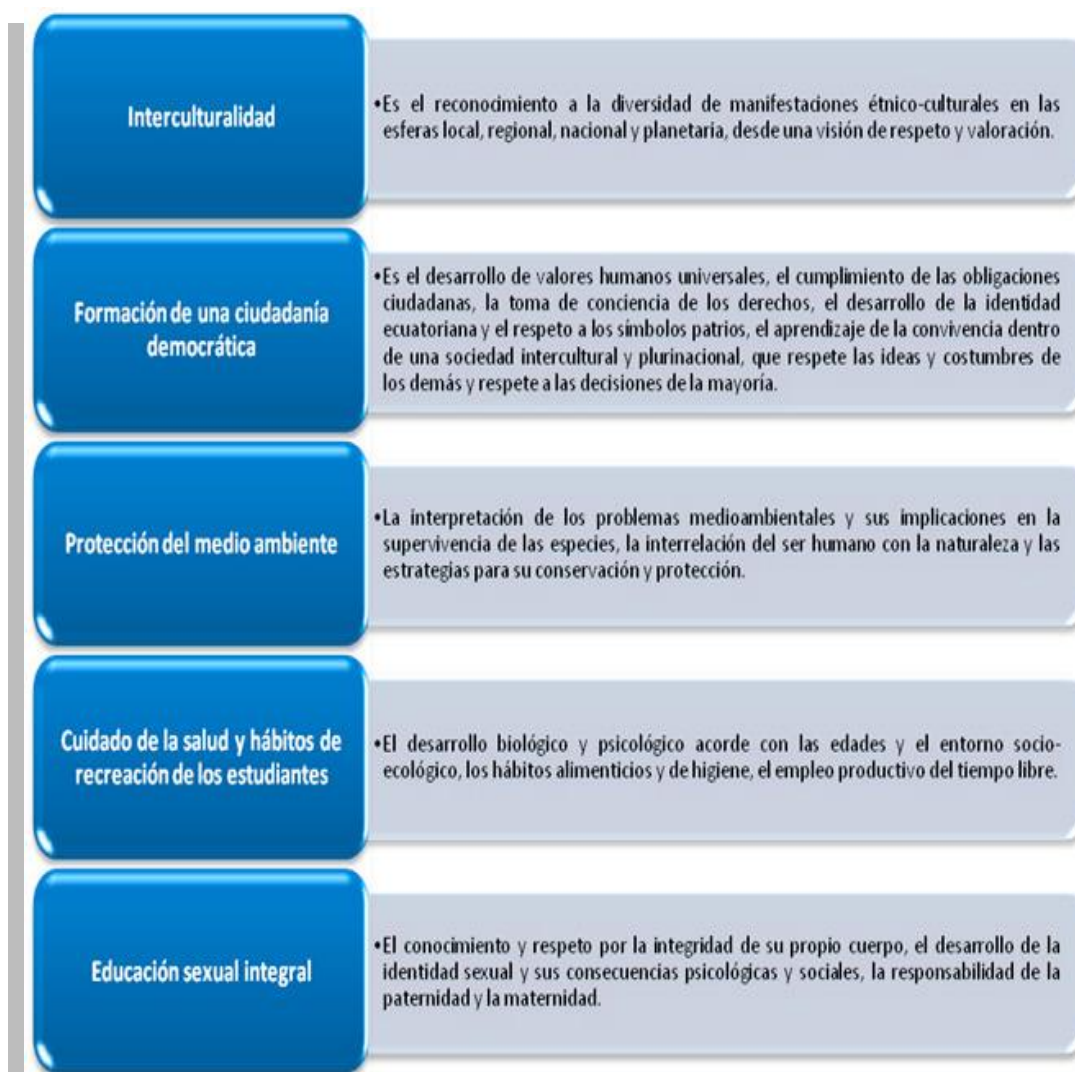 Interculturalidad
•Es el reconocimiento a la diversidad de manifestaciones étnico-culturales en las
esferas local, regional, nacional y planetaria, desde una visión de respeto y valoración.
Formación de una ciudadanía
democrática
•Es el desarrollo de valores humanos universales, el cumplimiento de las obligaciones
ciudadanas, la toma de conciencia de los derechos, el desarrollo de la identidad
ecuatoriana y el respeto a los símbolos patrios, el aprendizaje de la convivencia dentro
de una sociedad intercultural y plurinacional, que respete las ideas y costumbres de
los demás y respete a las decisiones de la mayoría.
Protección del medio ambiente
•La interpretación de los problemas medioambientales y sus implicaciones en la
supervivencia de las especies, la interrelación del ser humano con la naturaleza y las
estrategias para su conservación y protección.
Cuidado de la salud y hábitos de
recreación de los estudiantes
•El desarrollo biológico y psicológico acorde con las edades y el entorno socio-
ecológico, los hábitos alimenticios y de higiene, el empleo productivo del tiempo libre.
Educación sexual integral
•El conocimiento y respeto por la integridad de su propio cuerpo, el desarrollo de la
identidad sexual y sus consecuencias psicológicas y sociales, la responsabilidad de la
paternidad y la maternidad.